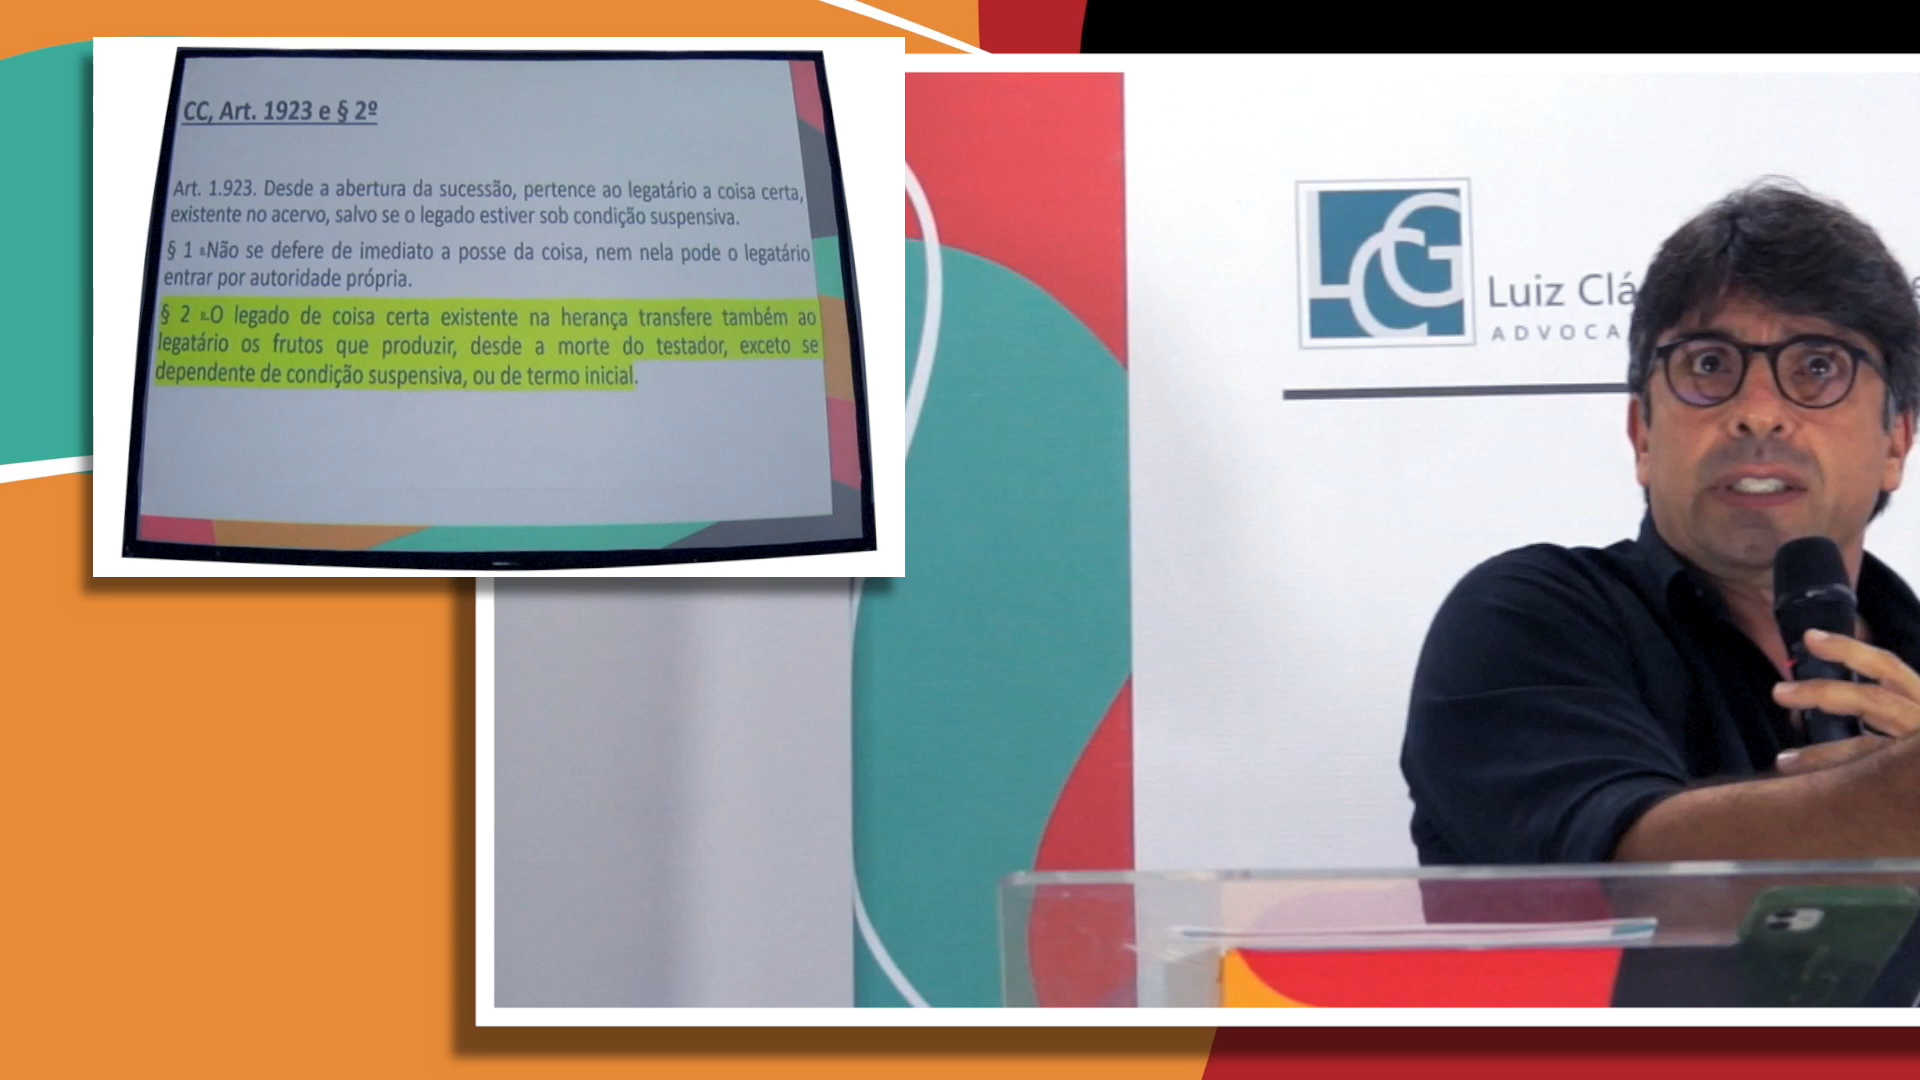 CC, Art. 1923 e § 2º
Art. 1.923. Desde a abertura da sucessão, pertence ao legatário a coisa certa,
existente no acervo, salvo se o legado estiver sob condição suspensiva.
§ 1 º Não se defere de imediato a posse da coisa, nem nela pode o legatário
entrar por autoridade própria.
§ 2 º O legado de coisa certa existente na herança transfere também ao
legatário os frutos que produzir, desde a morte do testador, exceto se
dependente de condição suspensiva, ou de termo inicial.
LCG
Luiz Clá
ADVOCA